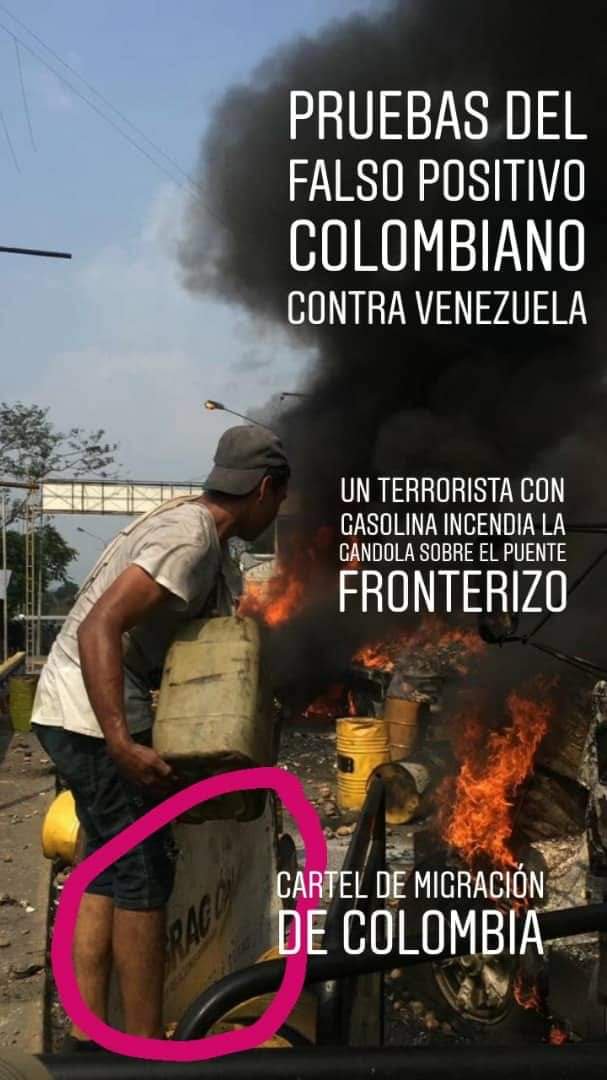 PRUEBAS DEL
FALSO POSITIVO
COLOMBIANO
CONTRA VENEZUELA
UN TERRORISTA CON
GASOLINA INCENDIA LA
GANDOLA SOBRE EL PUENTE
FRONTERIZO
GRACIÓN
CARTEL DE MIGRACIÓN
DE COLOMBIA